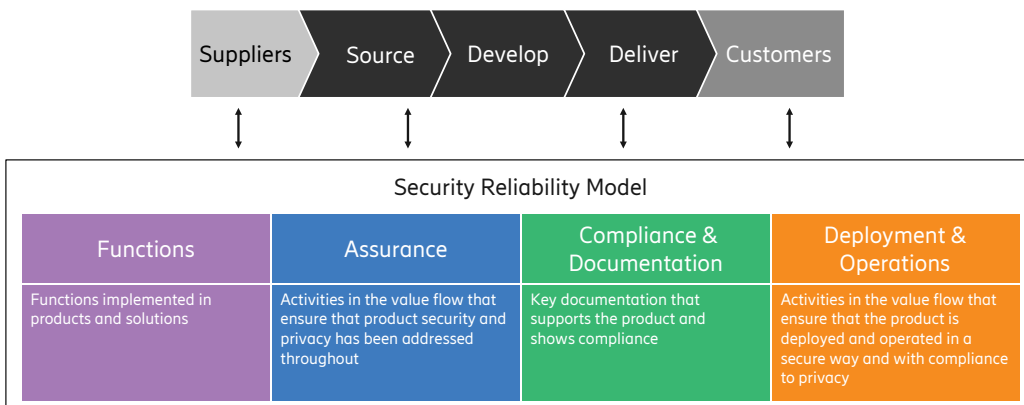 Suppliers
Source
Develop
Deliver
Customers
Security Reliability Model
Functions
Functions implemented in
products and solutions
Assurance
Activities in the value flow that
ensure that product security and
privacy has been addressed
throughout
Compliance &
Documentation
Key documentation that
supports the product and
shows compliance
Deployment &
Operations
Activities in the value flow that
ensure that the product is
deployed and operated in a
secure way and with compliance
to privacy